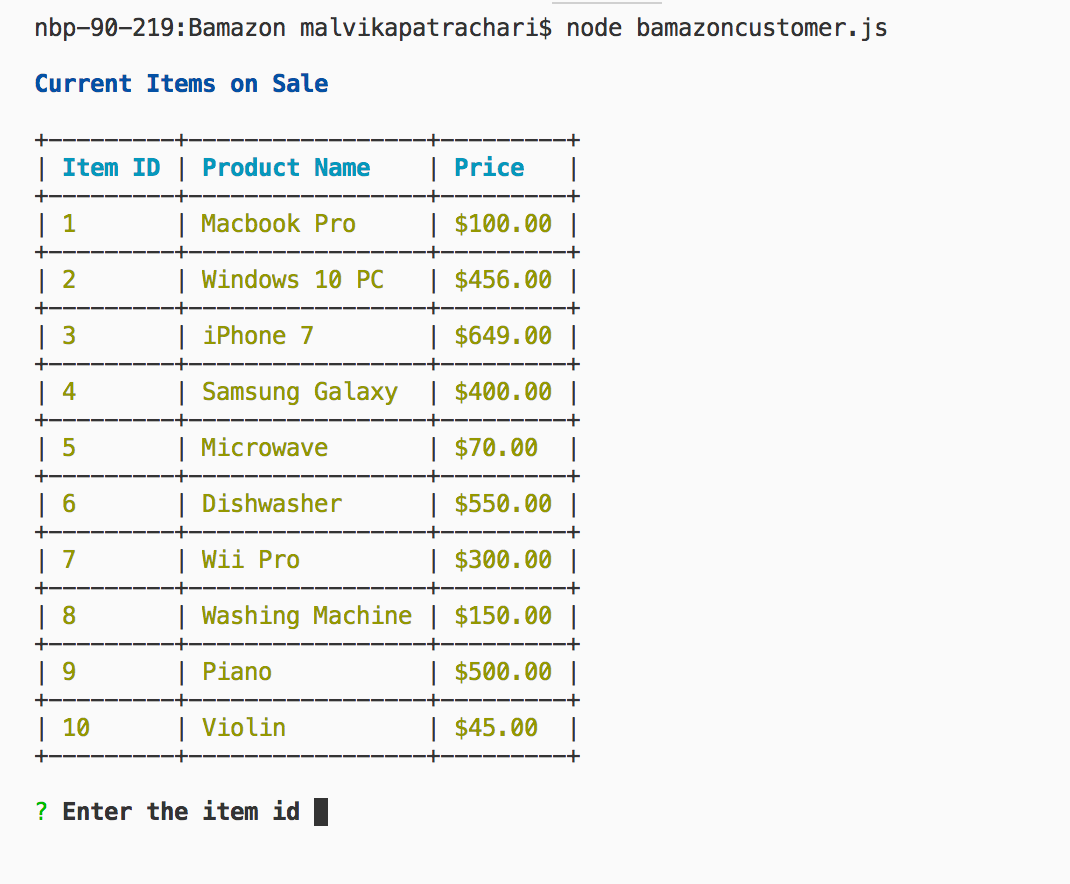 nbp-90-219:Bamazon malvikapatrachari$ node bamazoncustomer.js
Current Items on Sale
| Item ID | Product Name | Price |
| 1 | Macbook Pro | $100.00 |
| 2 | Windows 10 PC | $456.00 |
| 3 | iPhone 7 | $649.00 |
| 4 | Samsung Galaxy | $400.00 |
| 5 | Microwave | $70.00 |
| 6 | Dishwasher | $550.00 |
| 7 | Wii Pro | $300.00 |
| 8 | Washing Machine | $150.00 |
| 9 | Piano | $500.00 |
| 10 | Violin | $45.00 |
? Enter the item id